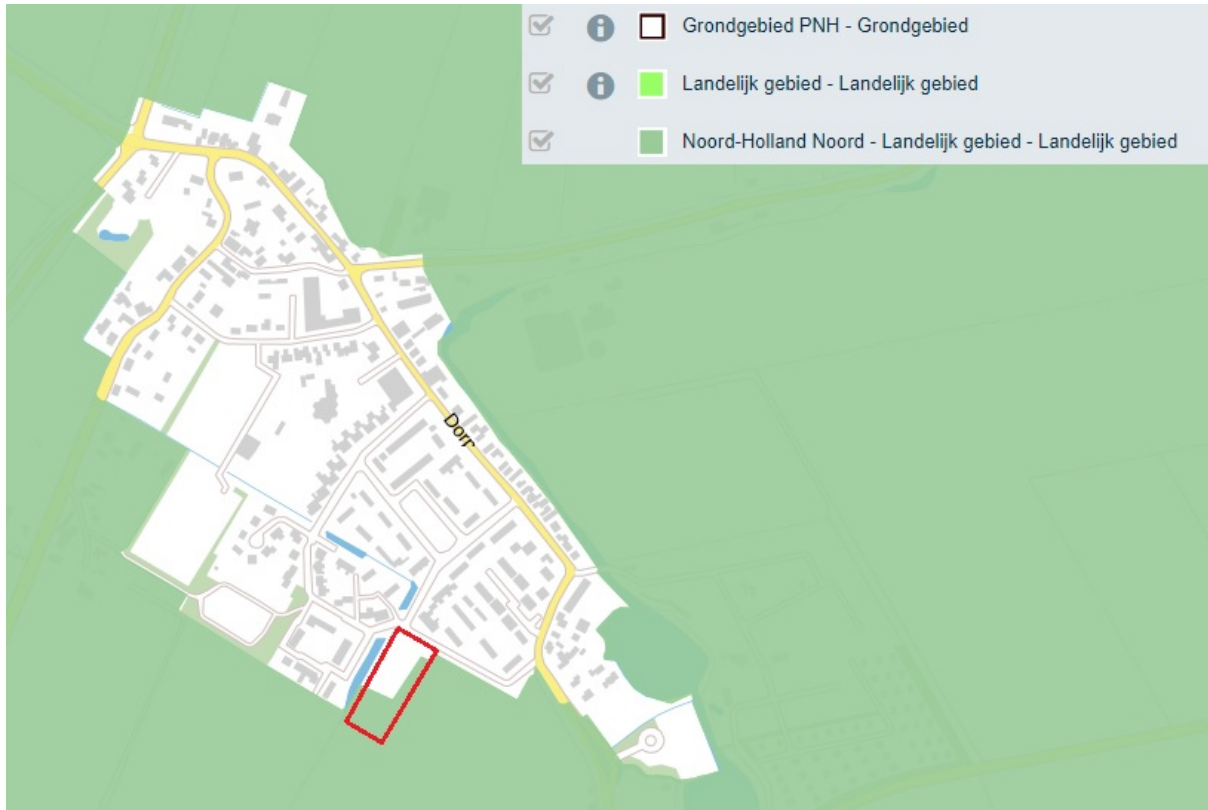 Grondgebied PNH - Grondgebied
Landelijk gebied - Landelijk gebied
Noord-Holland Noord - Landelijk gebied - Landelijk gebied
Dorp